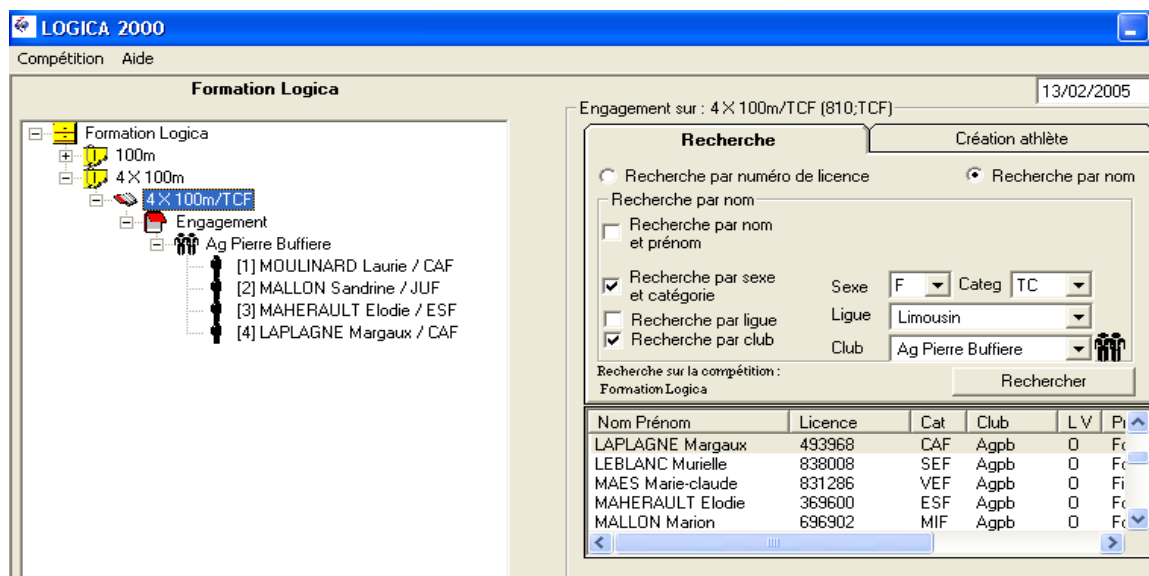 LOGICA 2000
Compétition Aide
Formation Logica
13/02/2005
Formation Logica
100m
4 X 100m
4 X 100m/TCF
Engagement
Ag Pierre Buffiere
[1] MOULINARD Laurie / CAF
[2] MALLON Sandrine / JUF
[3] MAHERAULT Elodie / ESF
[4] LAPLAGNE Margaux / CAF
Engagement sur : 4 X 100m/TCF (810;TCF)
Recherche Création athlète
Recherche par numéro de licence Recherche par nom
Recherche par nom
Recherche par nom
et prénom
Recherche par sexe
et catégorie
Sexe F Categ TC
Recherche par ligue Ligue Limousin
Recherche par club Club Ag Pierre Buffiere
Recherche sur la compétition :
Formation Logica
Rechercher
Nom Prénom Licence Cat Club L V
LAPLAGNE Margaux 493968 CAF Agpb O
LEBLANC Murielle 838008 SEF Agpb O
MAES Marie-claude 831286 VEF Agpb O Fi
MAHERAULT Elodie 369600 ESF Agpb O
MALLON Marion 696902 MIF Agpb O